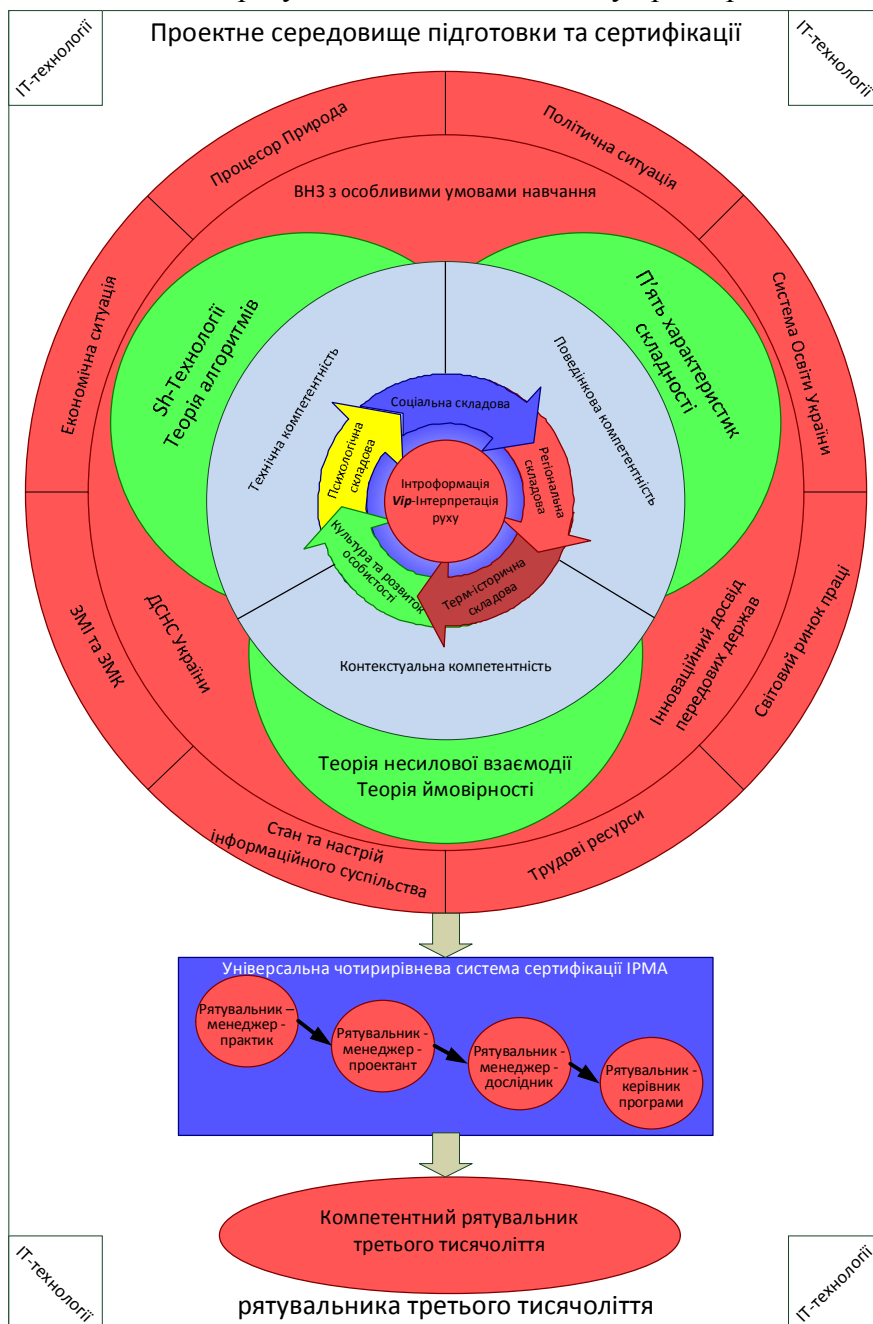 Проектне середовище підготовки та сертифікації
ІТ-технології
ІТ-технології
Процесор Природа
Політична ситуація
ВНЗ з особливими умовами навчання
Економічна ситуація
Система Освіти України
Sh-Технології
Теорія алгоритмів
П’ять характеристик
складності
Технічна компетентність
Поведінкова компетентність
Соціальна складова
Психологічна
складова
Регіональна
складова
Інтроформація
Vip-Інтерпретація
руху
Культура та розвиток
особистості
Терм-історична
складова
Контекстуальна компетентність
ЗМІ та ЗМК
ДСНС України
Інноваційний досвід
передових держав
Світовий ринок праці
Теорія несилової взаємодії
Теорія ймовірності
Стан та настрій
інформаційного суспільства
Трудові ресурси
Універсальна чотирирівнева система сертифікації ІРМА
Рятувальник –
менеджер -
практик
Рятувальник -
менеджер -
проектант
Рятувальник -
менеджер -
дослідник
Рятувальник -
керівник
програми
Компетентний рятувальник
третього тисячоліття
ІТ-технології
ІТ-технології
рятувальника третього тисячоліття